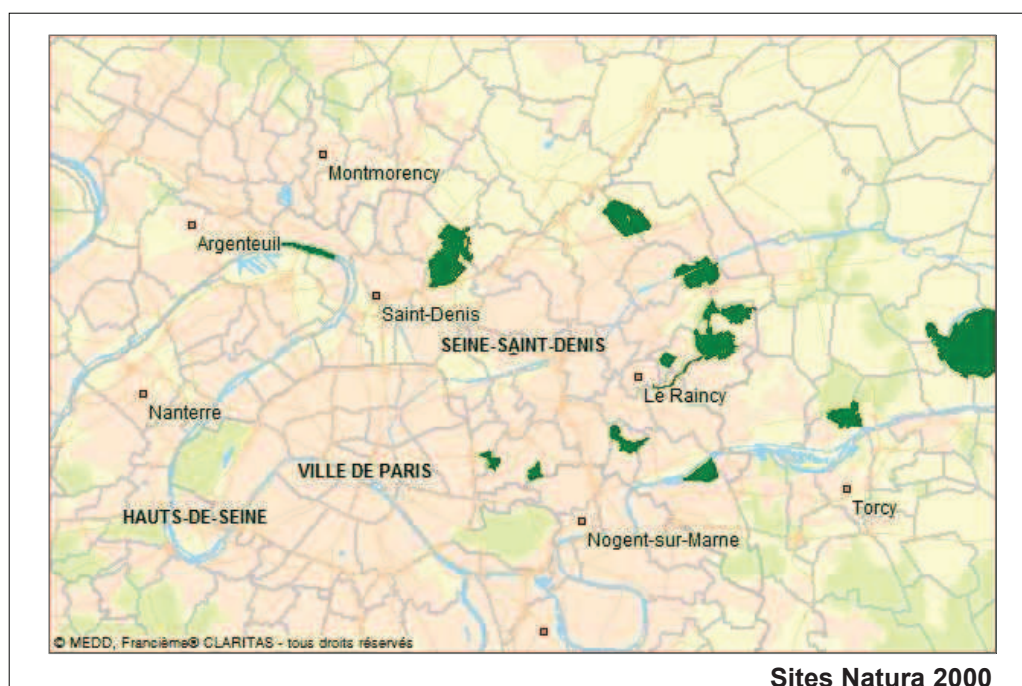 Montmorency
Argenteuil
Saint-Denis
SEINE-SAINT-DENIS
Le Raincy
Nanterre
VILLE DE PARIS
Torcy
HAUTS-DE-SEINE
Nogent-sur-Marne
© MEDD, Francième® CLARITAS - tous droits réservés
Sites Natura 2000